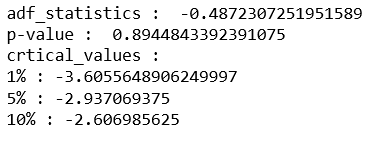 adf_statistics :  -0.4872307251951589
p-value :  0.8944843392391075
crtical_values :
1% : -3.6055648906249997
5% : -2.937069375
10% : -2.606985625